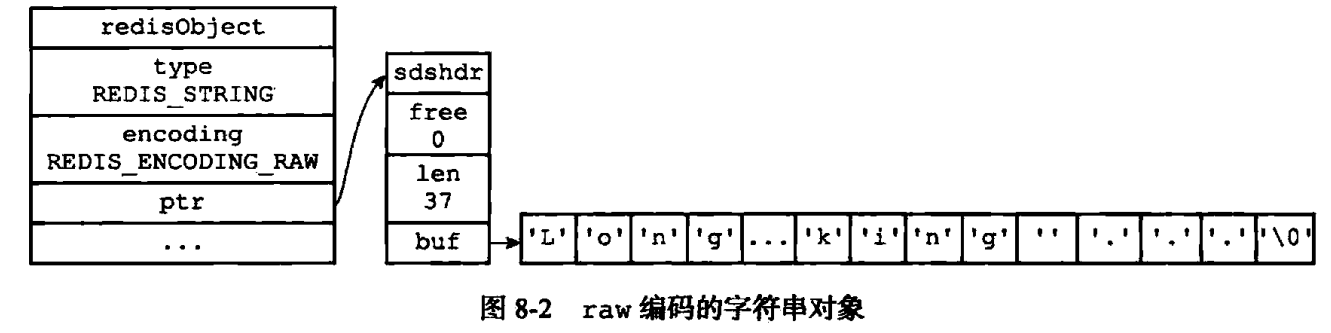 redisObject
type
REDIS_STRING
encoding
REDIS_ENCODING_RAW
ptr
...
sdshdr
free
0
len
37
buf
'L' 'o' 'n' 'g' ... 'k' 'i' 'n' 'g' ' ' '.' '.' '.' '\0'
图 8-2 raw 编码的字符串对象